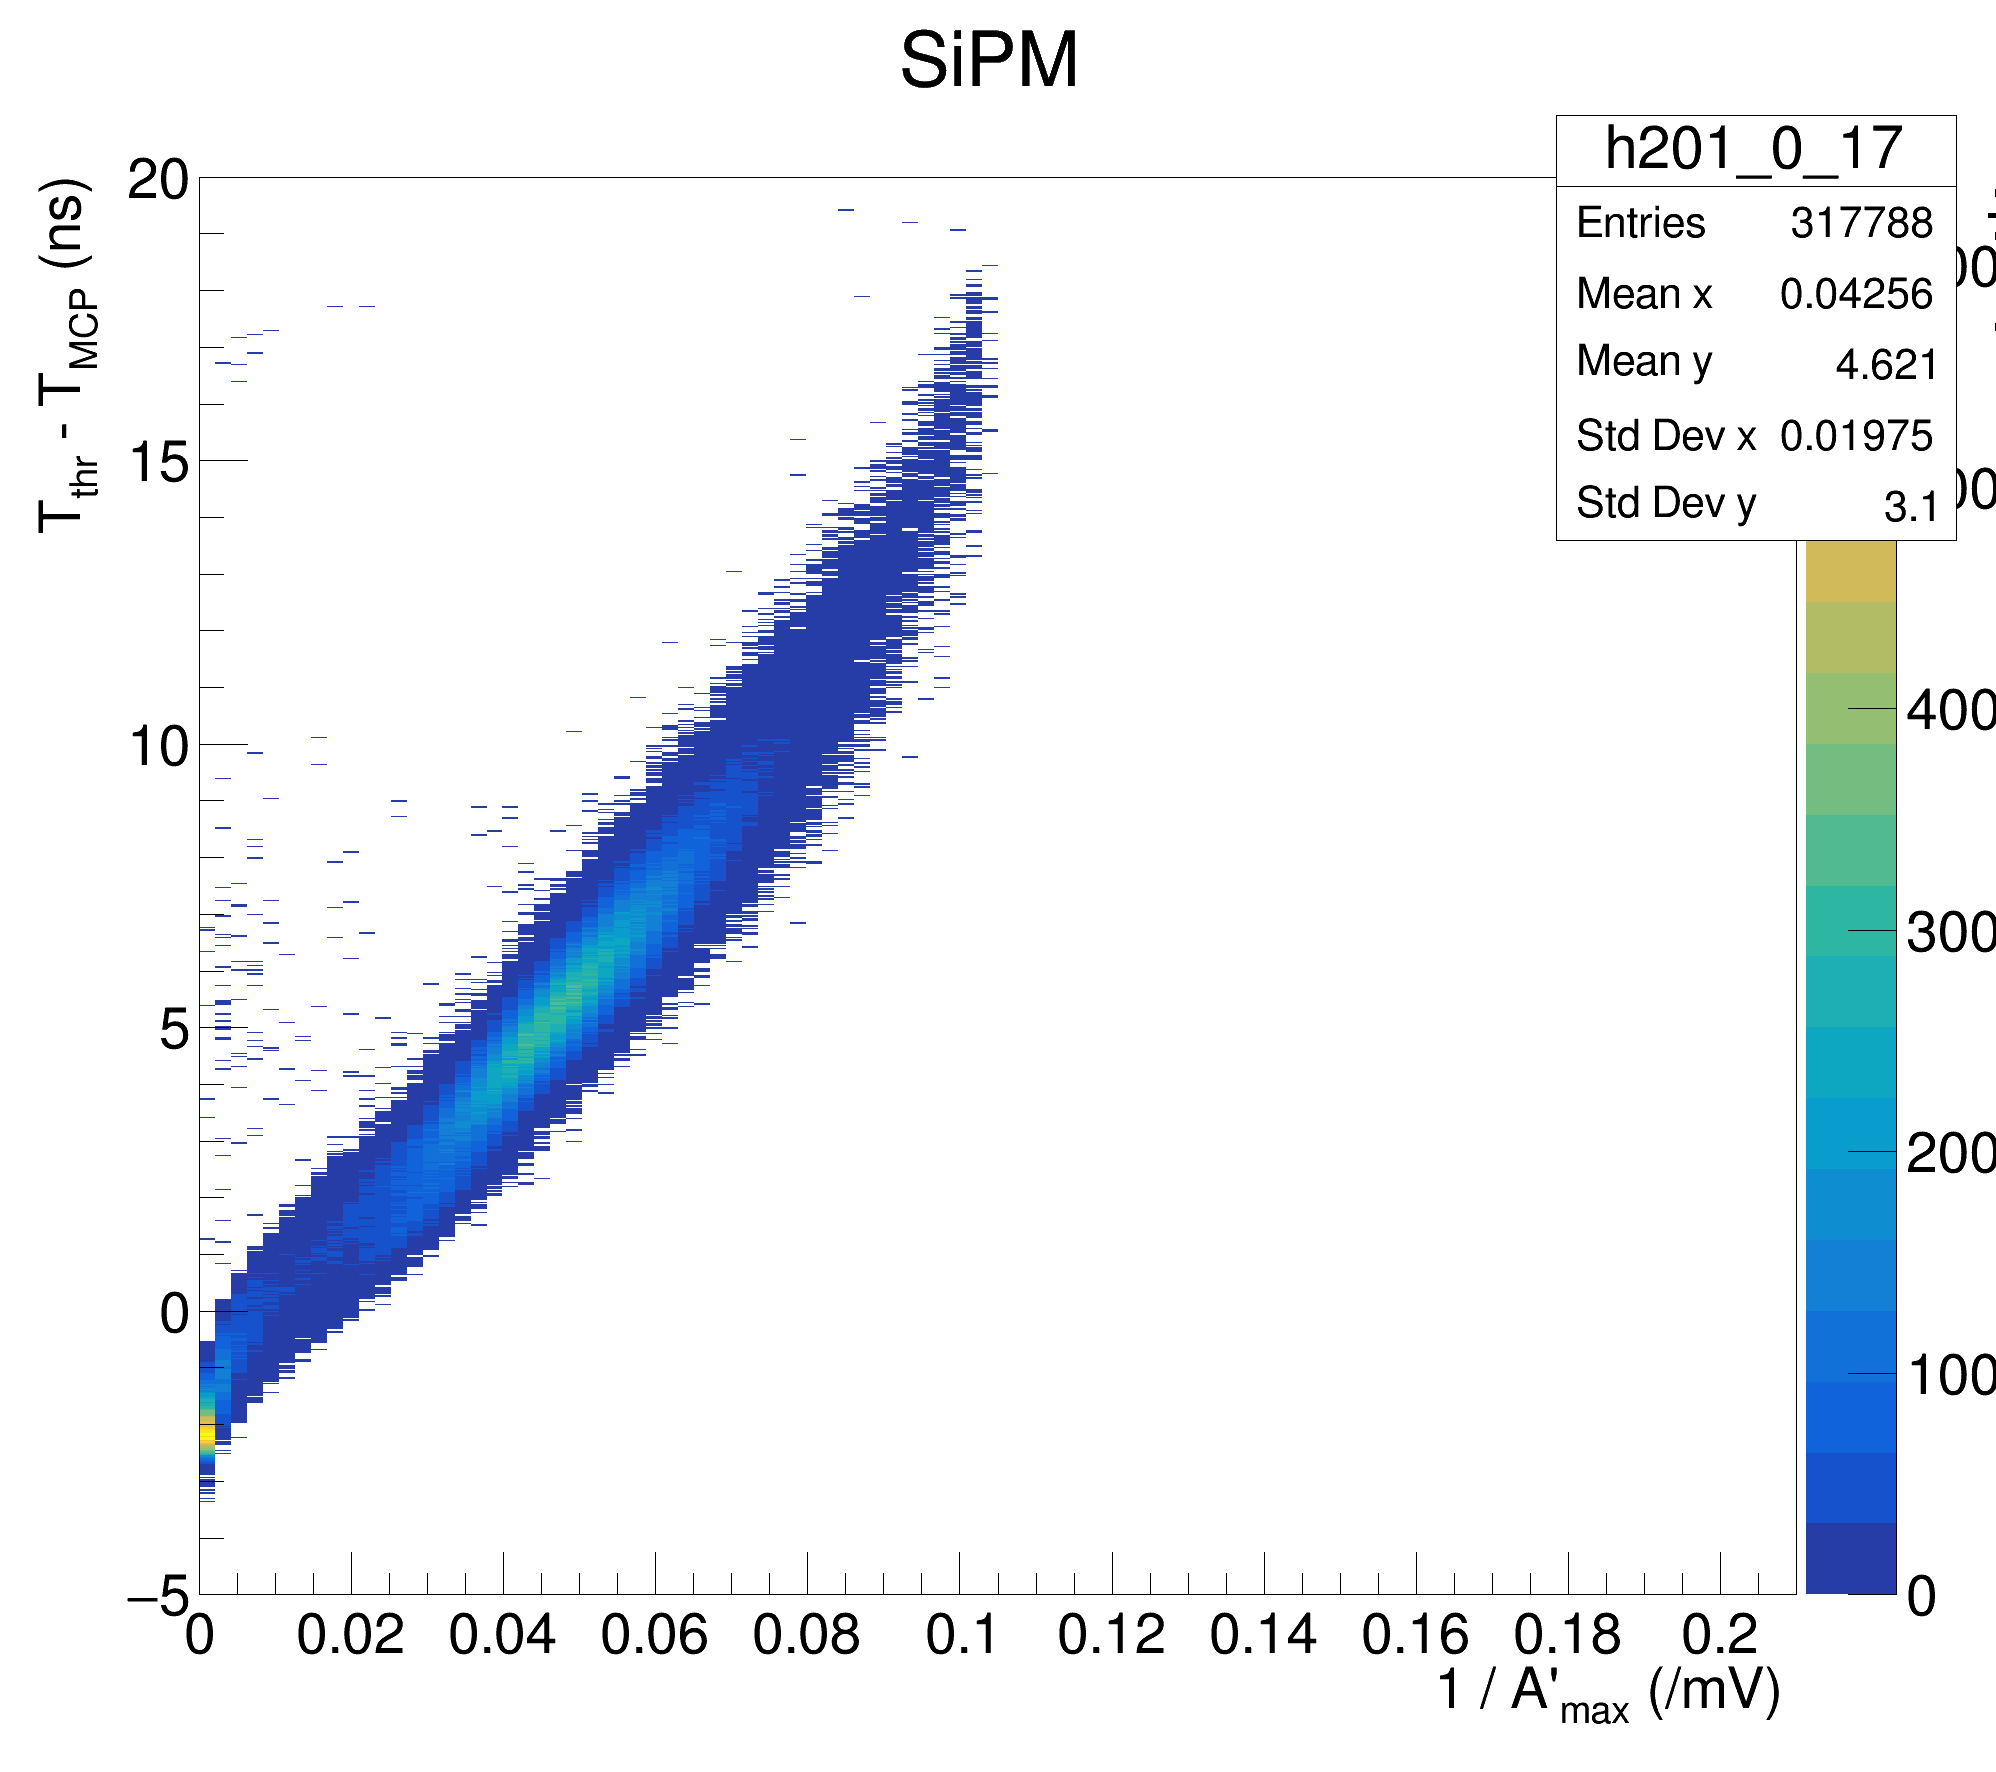 SiPM
h201_0_17
Entries 317788
Mean x 0.04256
Mean y 4.621
Std Dev x 0.01975
Std Dev y 3.1
T_thr - T_MCP (ns)
20
15
10
5
0
−5
0 0.02 0.04 0.06 0.08 0.1 0.12 0.14 0.16 0.18 0.2
1 / A'_max (/mV)
400
300
200
100
0